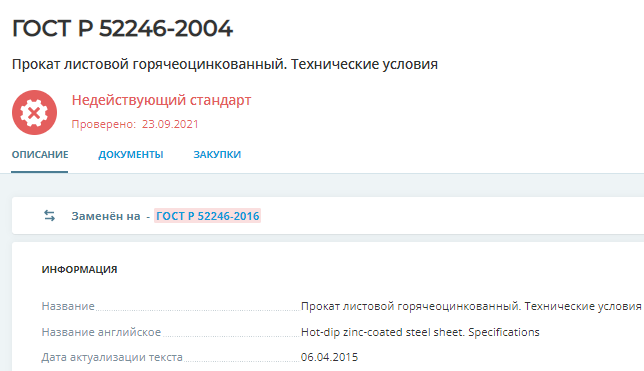 ГОСТ Р 52246-2004
Прокат листовой горячеоцинкованный. Технические условия
Недействующий стандарт
Проверено: 23.09.2021
ОПИСАНИЕ ДОКУМЕНТЫ ЗАКУПКИ
Заменён на - ГОСТ Р 52246-2016
ИНФОРМАЦИЯ
Название Прокат листовой горячеоцинкованный. Технические условия
Название английское Hot-dip zinc-coated steel sheet. Specifications
Дата актуализации текста 06.04.2015